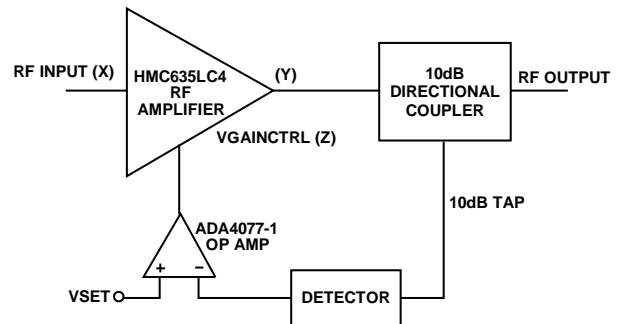 RF INPUT (X)
HMC635LC4
RF
AMPLIFIER
(Y)
10dB
DIRECTIONAL
COUPLER
RF OUTPUT
VGAINCTRL (Z)
10dB TAP
ADA4077-1
OP AMP
+
–
VSET
DETECTOR